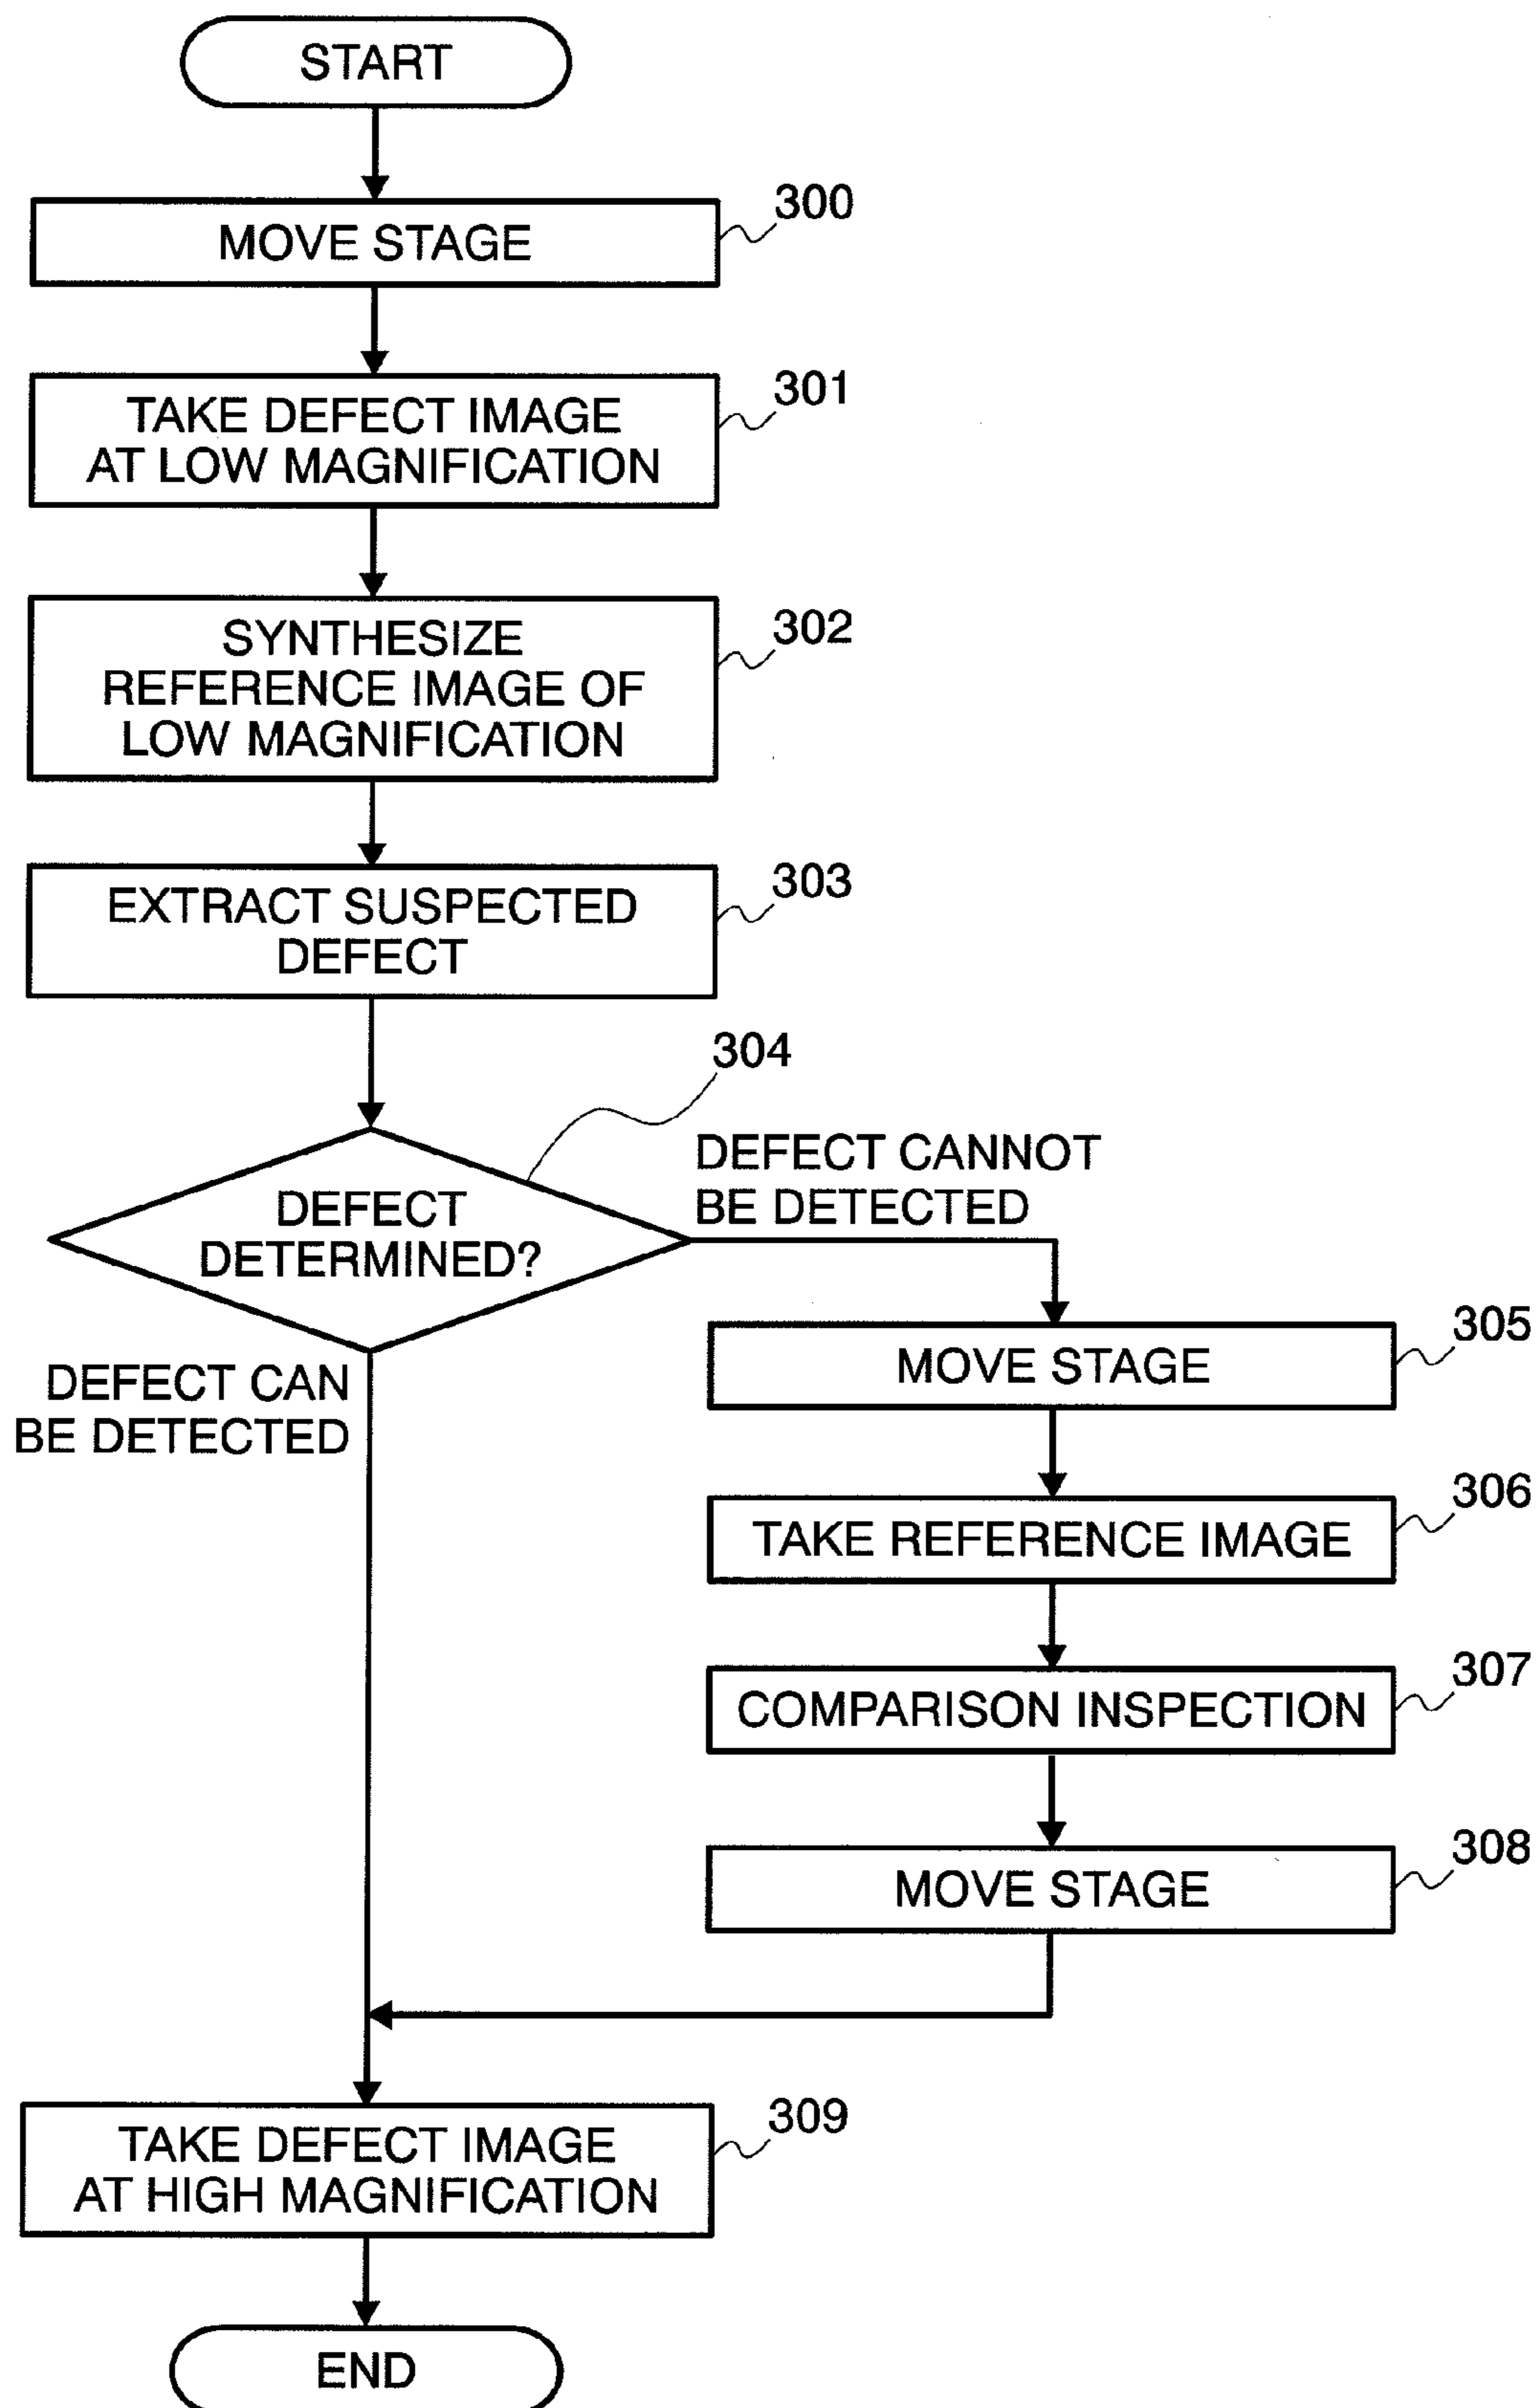 START
300
MOVE STAGE
301
TAKE DEFECT IMAGE
AT LOW MAGNIFICATION
302
SYNTHESIZE
REFERENCE IMAGE OF
LOW MAGNIFICATION
303
EXTRACT SUSPECTED
DEFECT
304
DEFECT
DETERMINED?
DEFECT CANNOT
BE DETECTED
DEFECT CAN
BE DETECTED
305
MOVE STAGE
306
TAKE REFERENCE IMAGE
307
COMPARISON INSPECTION
308
MOVE STAGE
309
TAKE DEFECT IMAGE
AT HIGH MAGNIFICATION
END